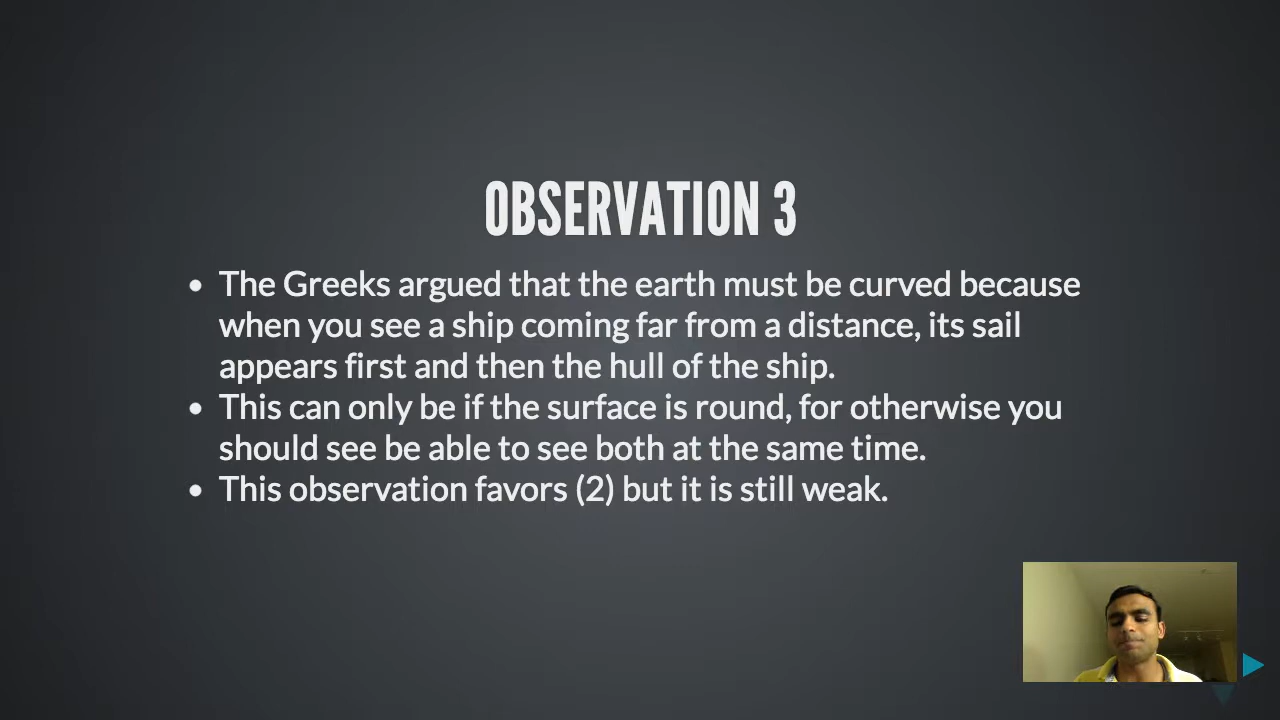 OBSERVATION 3
• The Greeks argued that the earth must be curved because
when you see a ship coming far from a distance, its sail
appears first and then the hull of the ship.
• This can only be if the surface is round, for otherwise you
should see be able to see both at the same time.
• This observation favors (2) but it is still weak.